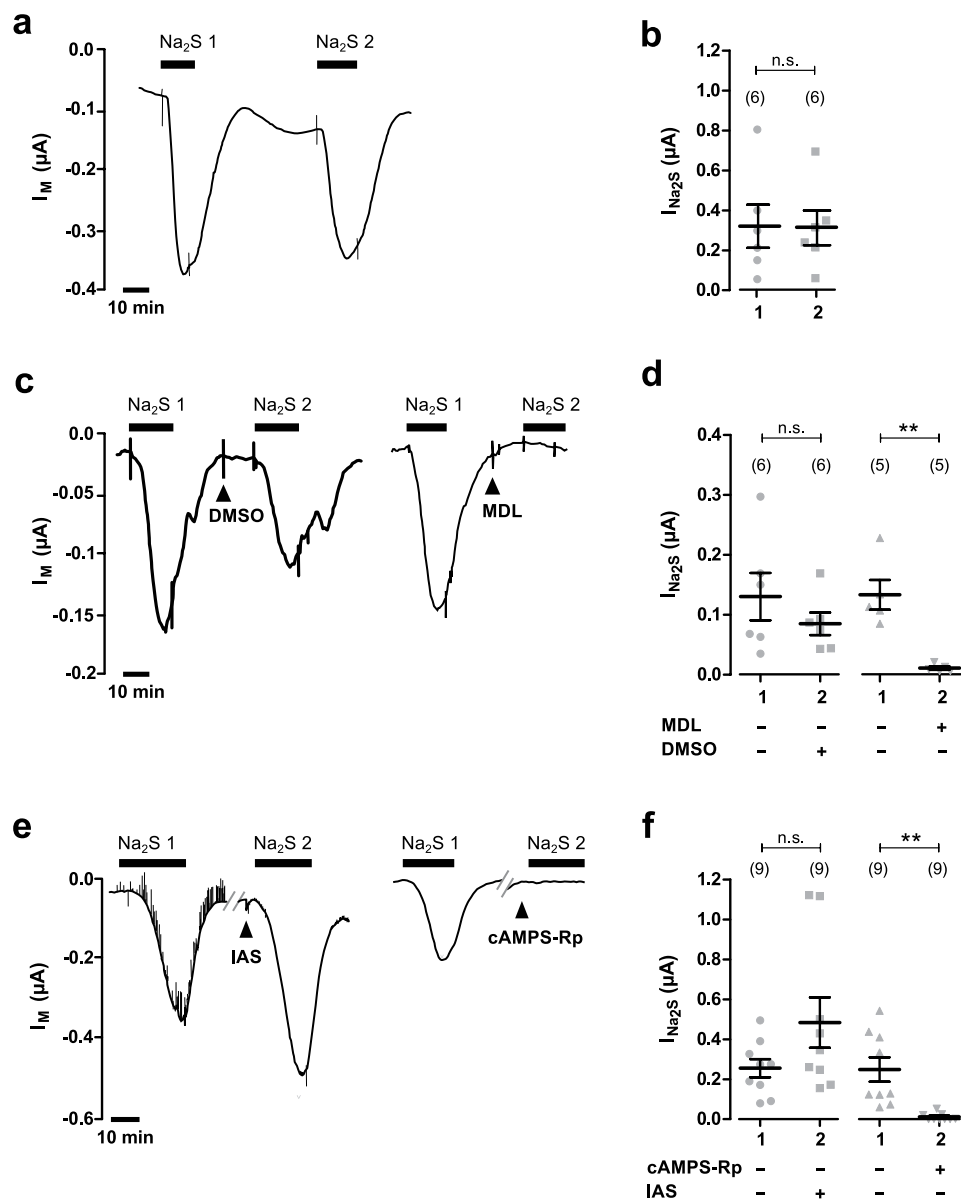 a
Na₂S 1
Na₂S 2
0.0
-0.1
-0.2
-0.3
-0.4
I_M (µA)
10 min
b
n.s.
(6) (6)
1.2
1.0
0.8
0.6
0.4
0.2
0.0
I_Na₂S (µA)
1 2
c
Na₂S 1
Na₂S 2
Na₂S 1
Na₂S 2
0.0
-0.05
-0.1
-0.15
-0.2
I_M (µA)
DMSO
MDL
10 min
d
n.s.
**
(6) (6) (5) (5)
0.4
0.3
0.2
0.1
0.0
I_Na₂S (µA)
1 2 1 2
MDL – – – +
DMSO – + – –
e
Na₂S 1
Na₂S 2
Na₂S 1
Na₂S 2
0.0
-0.2
-0.4
-0.6
I_M (µA)
IAS
cAMPS-Rp
10 min
f
n.s.
**
(9) (9) (9) (9)
1.2
1.0
0.8
0.6
0.4
0.2
0.0
I_Na₂S (µA)
1 2 1 2
cAMPS-Rp – – – +
IAS – + – –